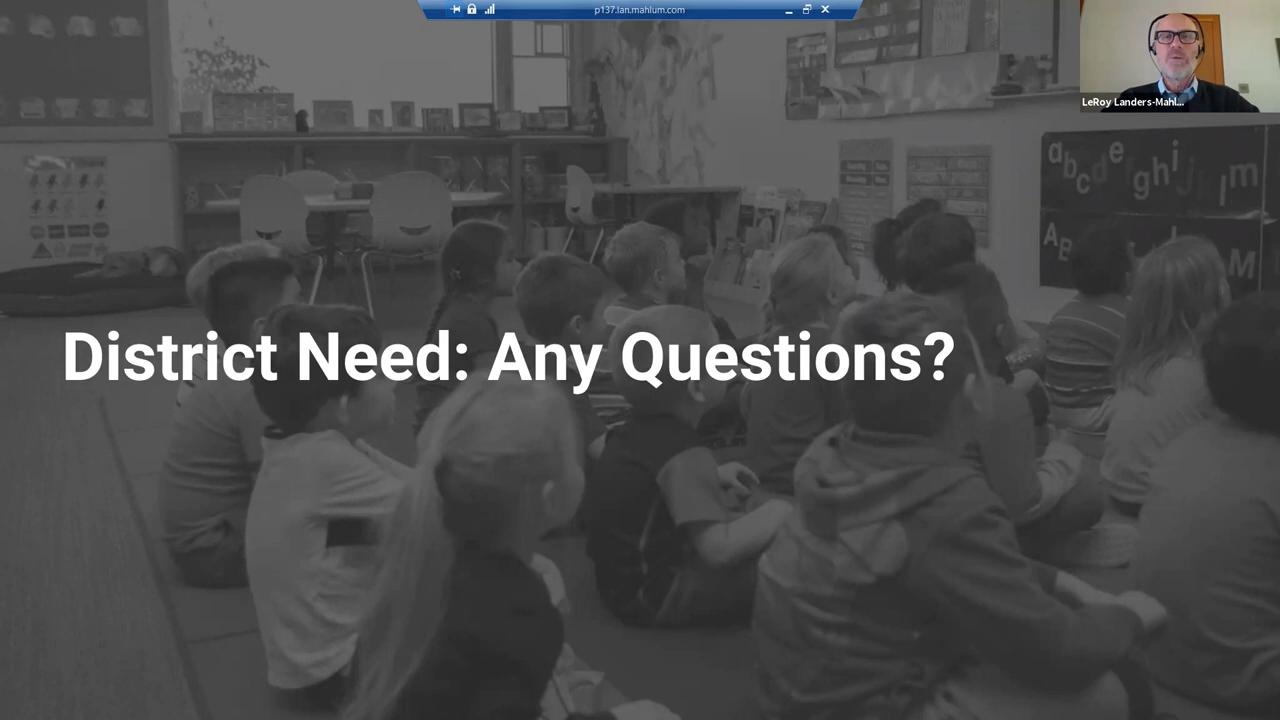 p137.lan.mahlum.com
LeRoy Landers-Mahl...
a b c d e f g h i j l m
A B M
District Need: Any Questions?